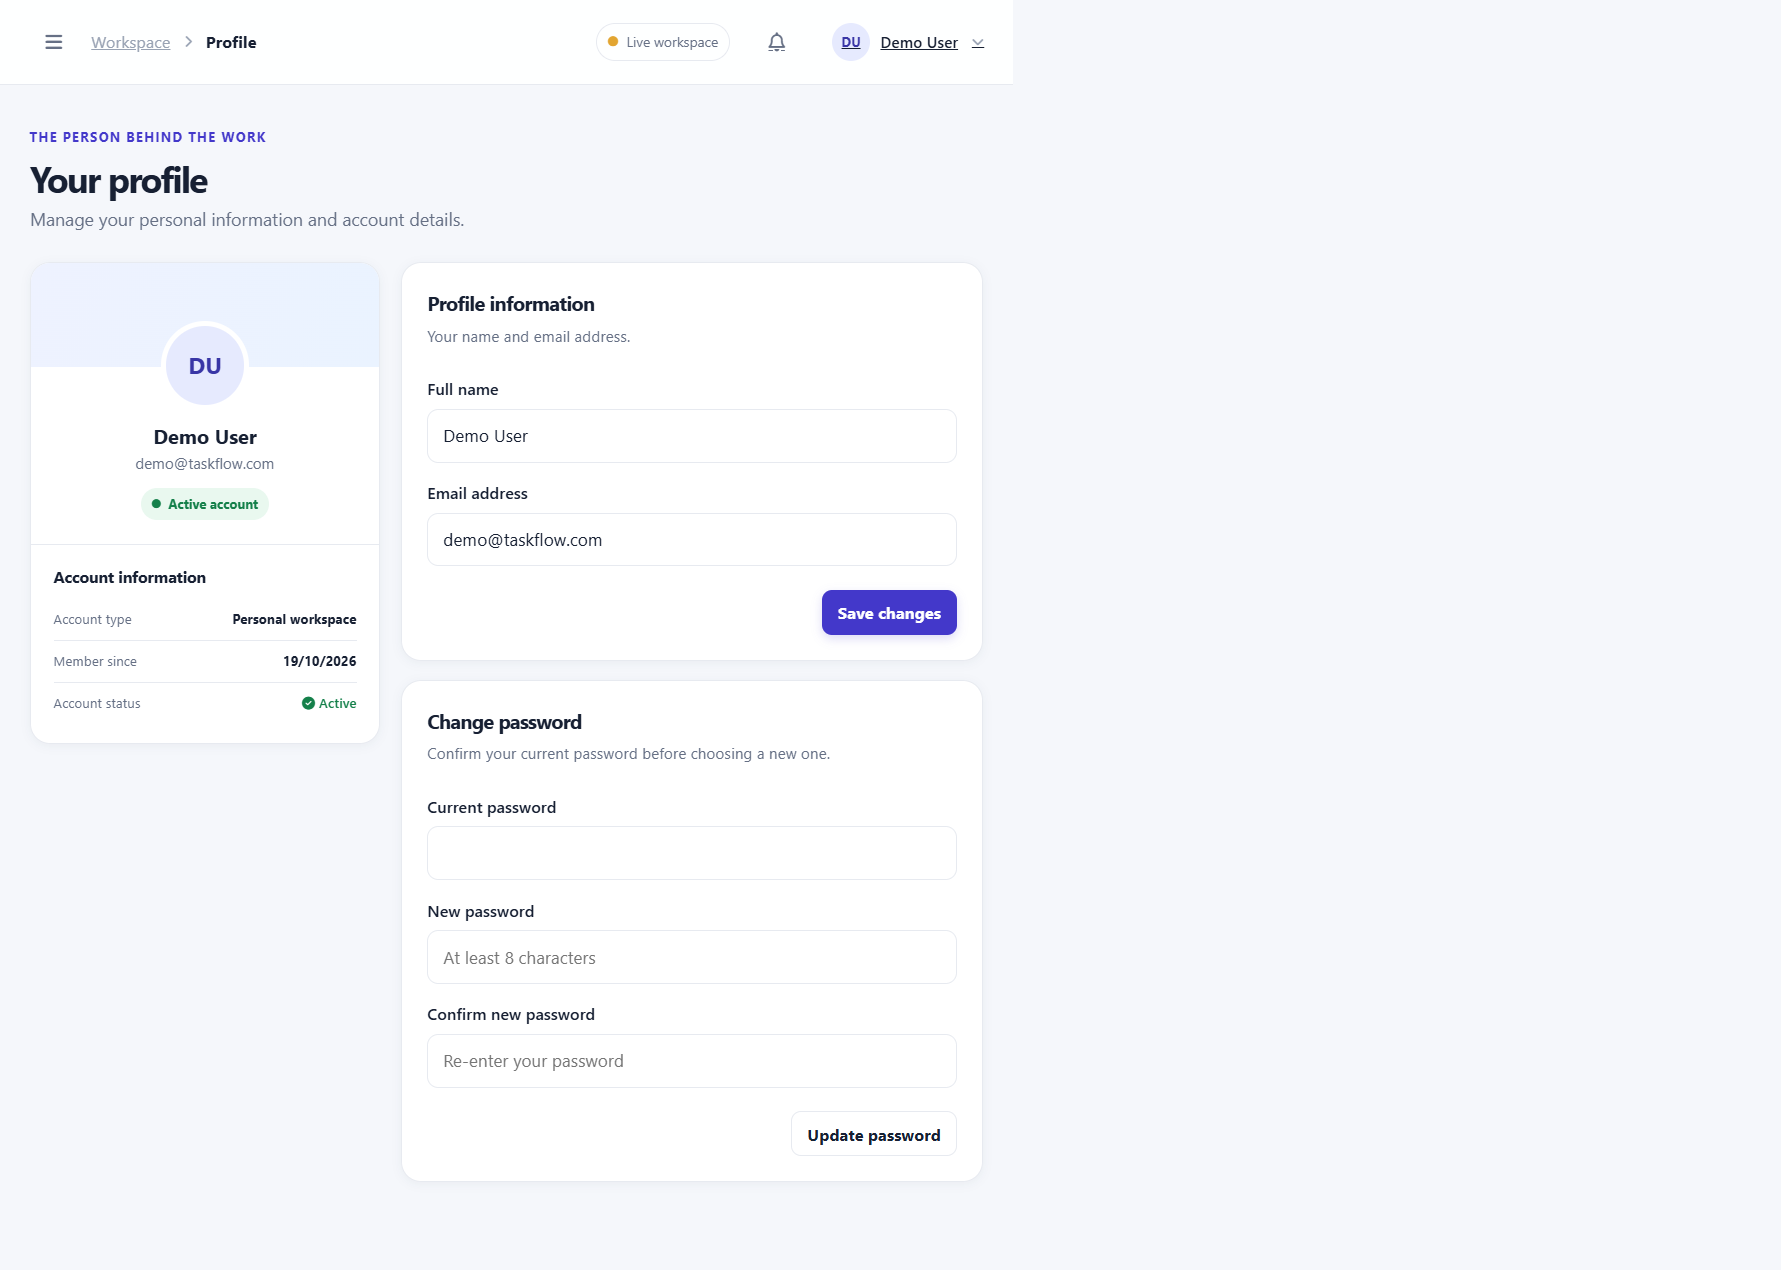 Workspace > Profile
Live workspace
DU Demo User
THE PERSON BEHIND THE WORK
Your profile
Manage your personal information and account details.
DU
Demo User
demo@taskflow.com
Active account
Account information
Account type Personal workspace
Member since 19/10/2026
Account status Active
Profile information
Your name and email address.
Full name
Demo User
Email address
demo@taskflow.com
Save changes
Change password
Confirm your current password before choosing a new one.
Current password
New password
At least 8 characters
Confirm new password
Re-enter your password
Update password